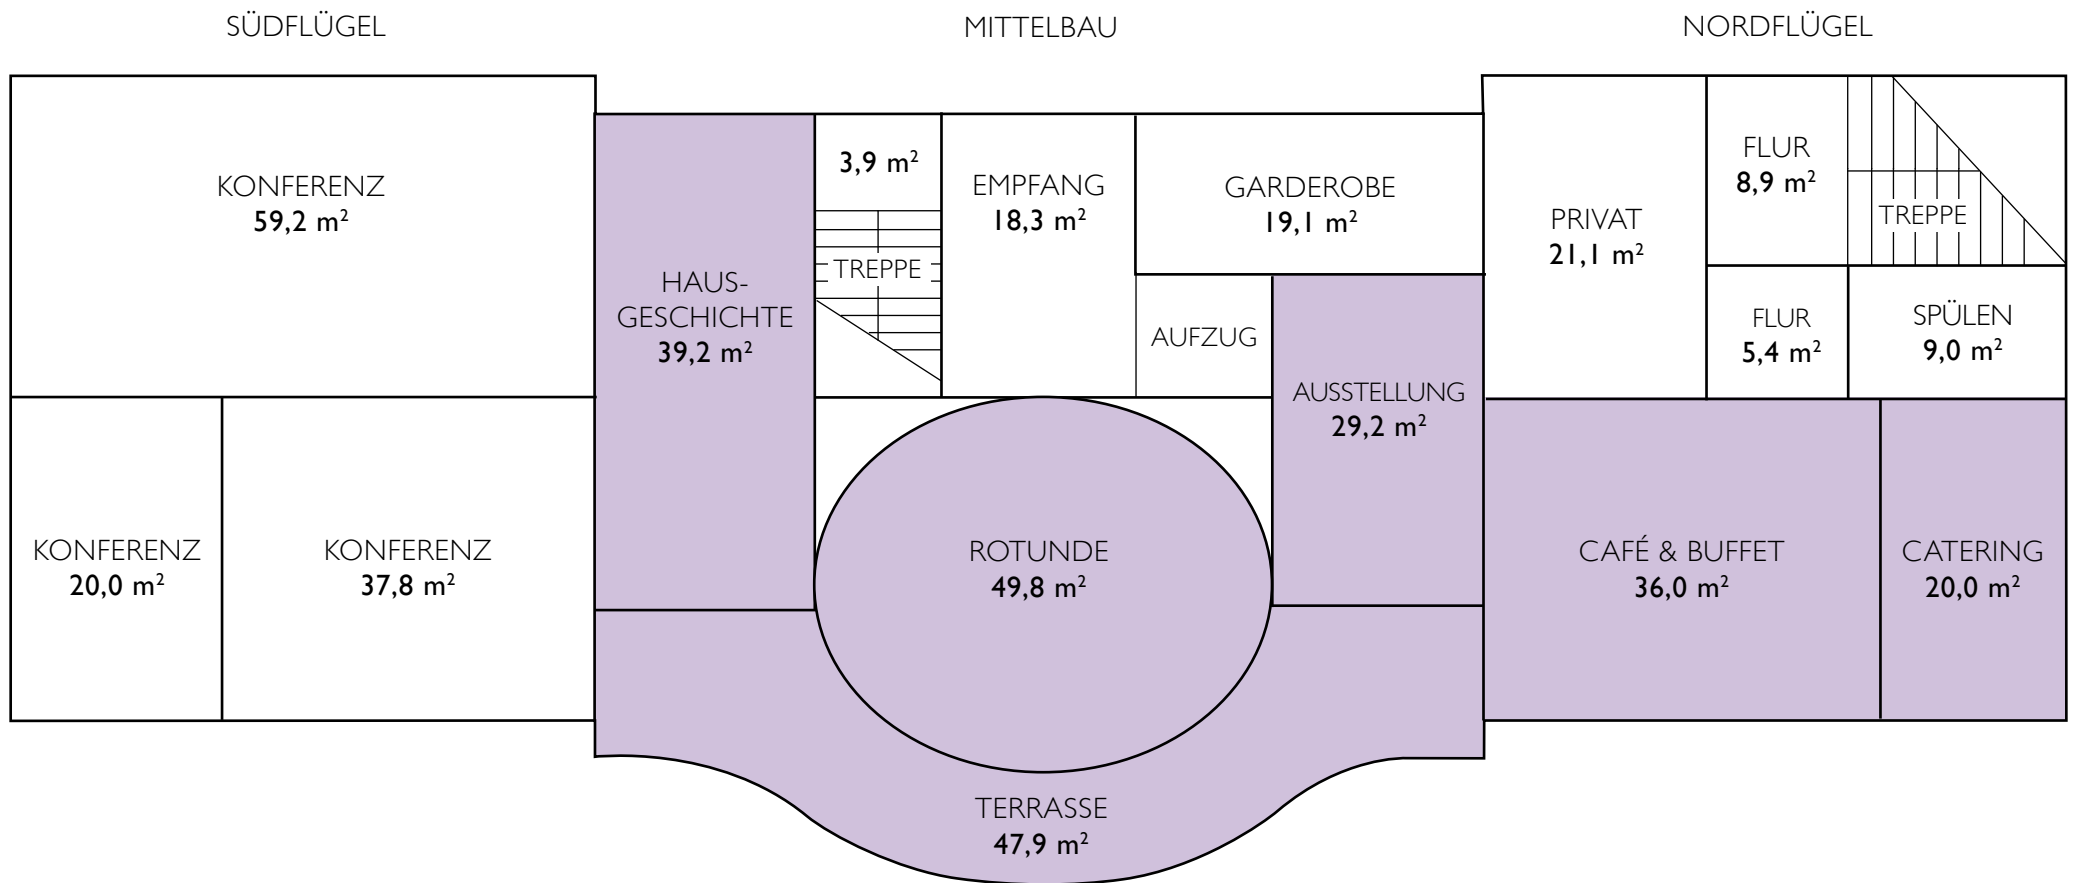 SÜDFLÜGEL
MITTELBAU
NORDFLÜGEL
KONFERENZ
59,2 m²
KONFERENZ
20,0 m²
KONFERENZ
37,8 m²
HAUS-
GESCHICHTE
39,2 m²
3,9 m²
TREPPE
EMPFANG
18,3 m²
GARDEROBE
19,1 m²
AUFZUG
AUSSTELLUNG
29,2 m²
ROTUNDE
49,8 m²
TERRASSE
47,9 m²
PRIVAT
21,1 m²
FLUR
8,9 m²
TREPPE
FLUR
5,4 m²
SPÜLEN
9,0 m²
CAFÉ & BUFFET
36,0 m²
CATERING
20,0 m²